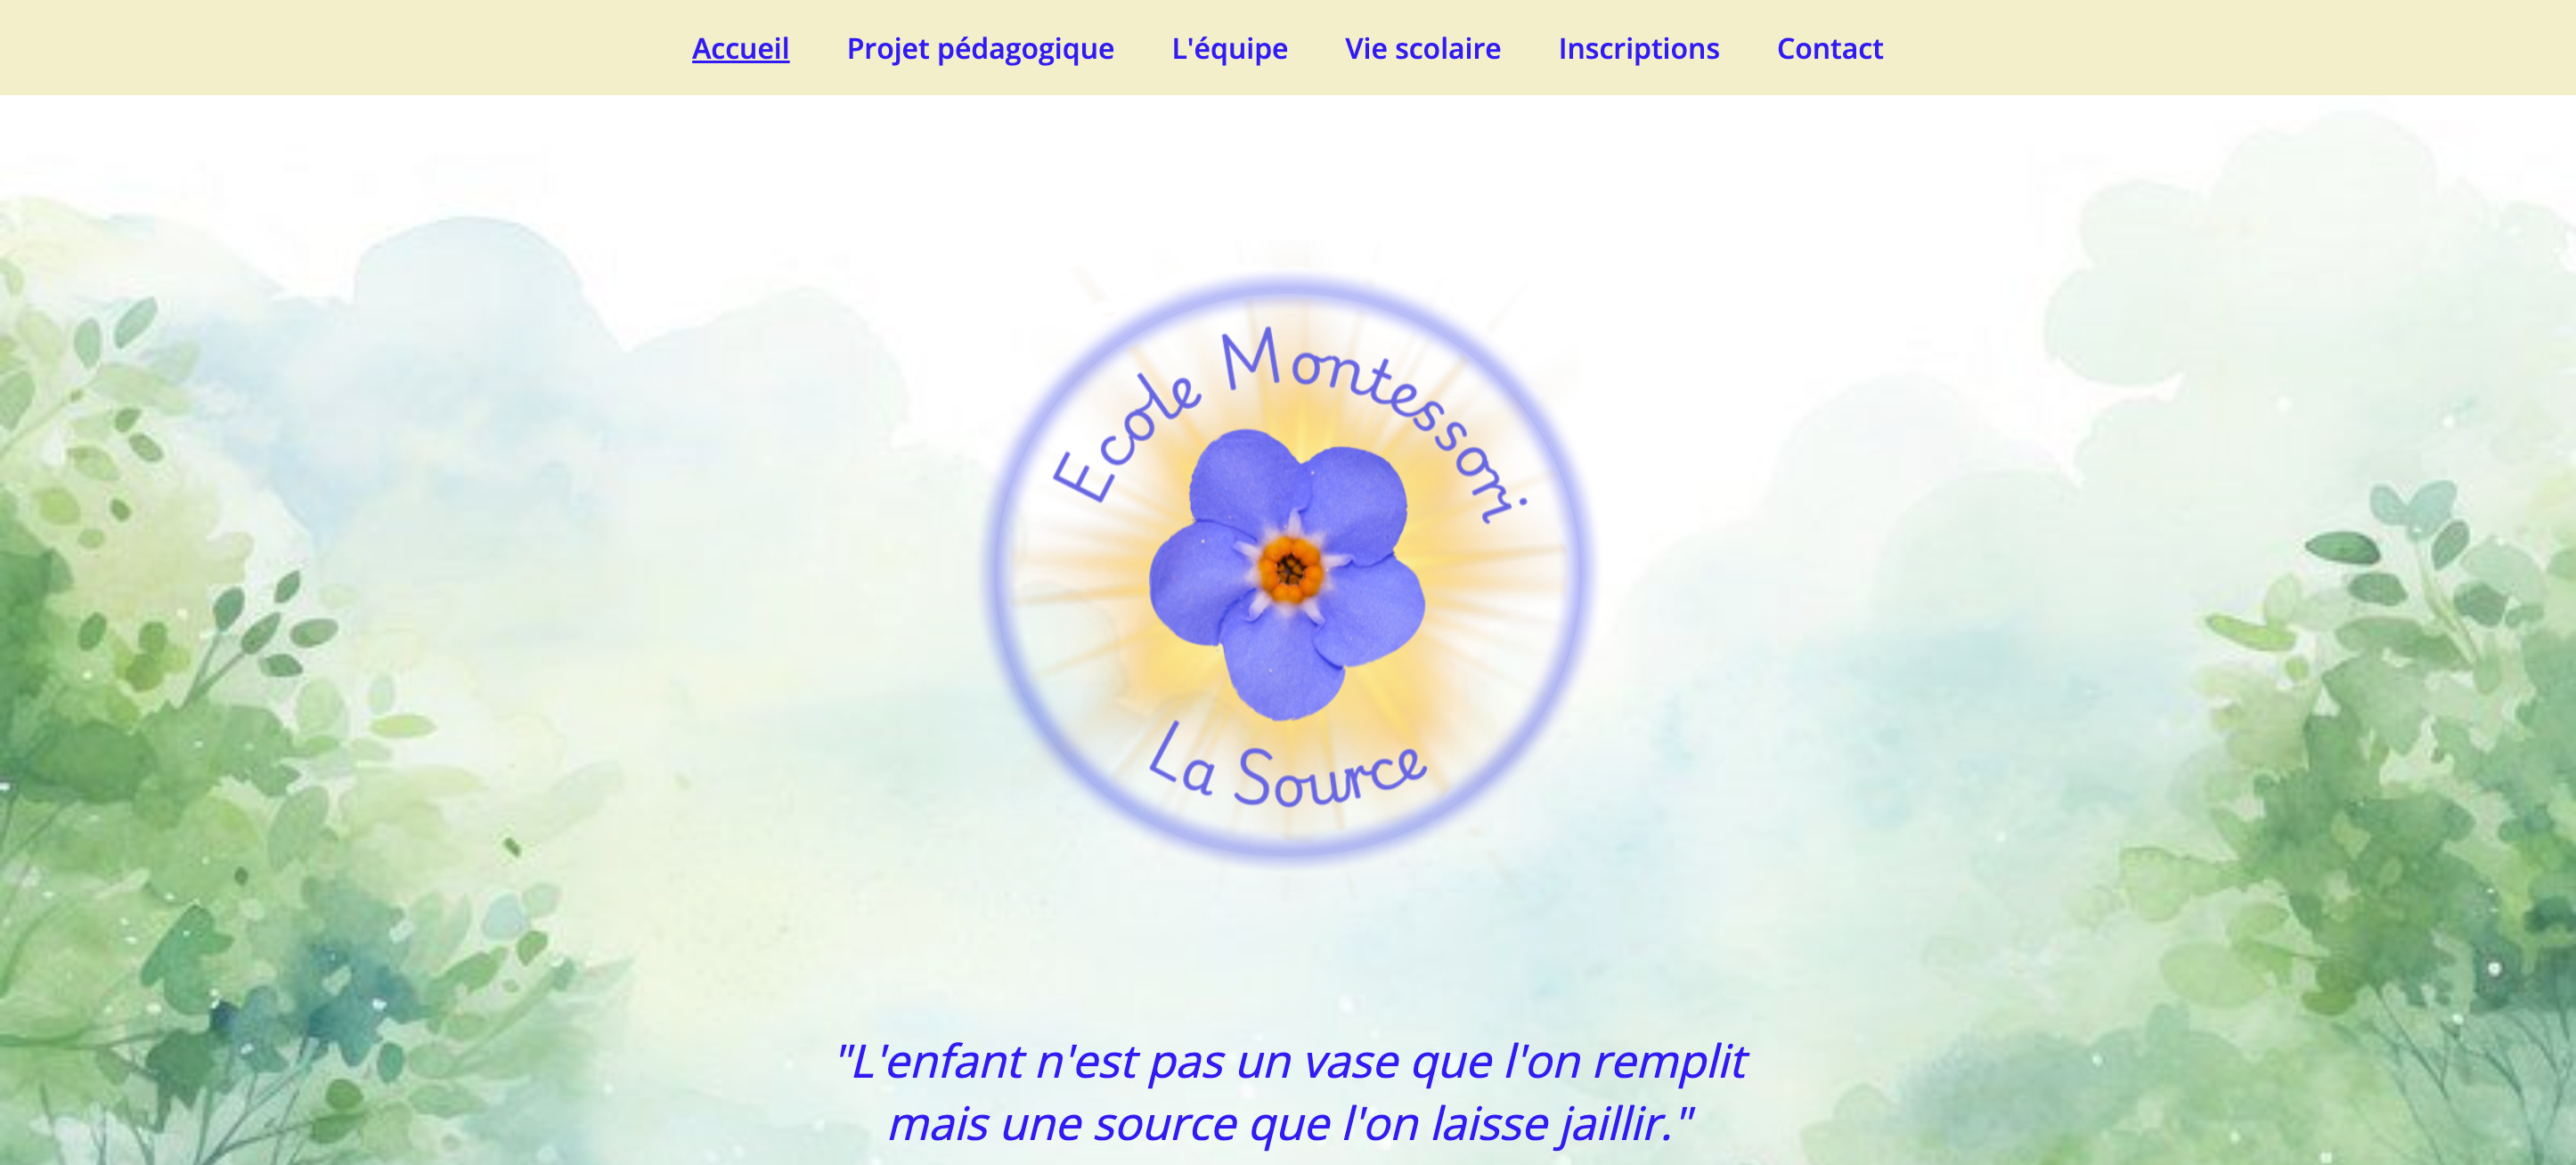 Accueil Projet pédagogique L'équipe Vie scolaire Inscriptions Contact
Ecole Montessori
La Source
"L'enfant n'est pas un vase que l'on remplit
mais une source que l'on laisse jaillir."